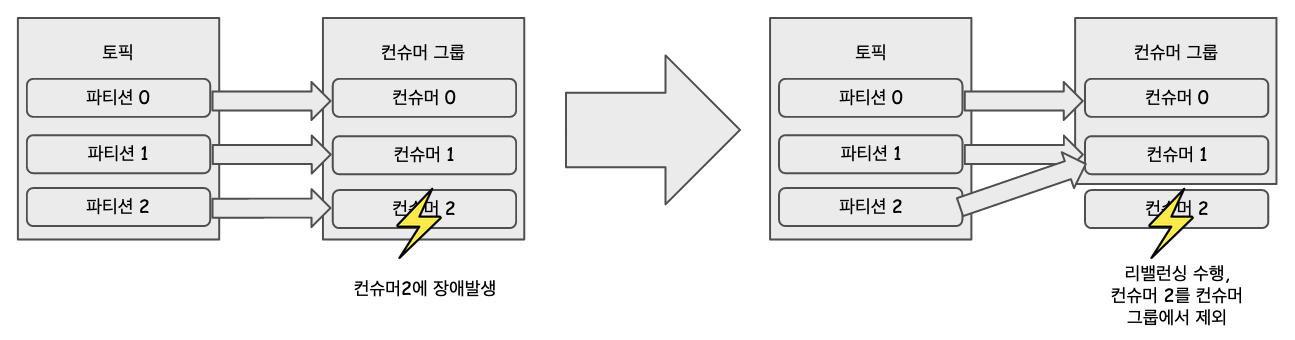 토픽
파티션 0
파티션 1
파티션 2
컨슈머 그룹
컨슈머 0
컨슈머 1
컨슈머 2
컨슈머2에 장애발생
토픽
파티션 0
파티션 1
파티션 2
컨슈머 그룹
컨슈머 0
컨슈머 1
컨슈머 2
리밸런싱 수행,
컨슈머 2를 컨슈머
그룹에서 제외